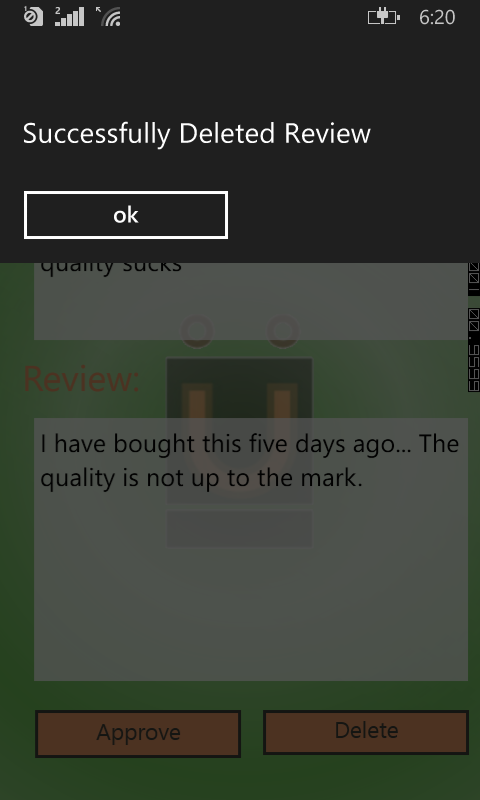 2
6:20
Successfully Deleted Review
ok
quality sucks
Review:
I have bought this five days ago... The
quality is not up to the mark.
Approve
Delete